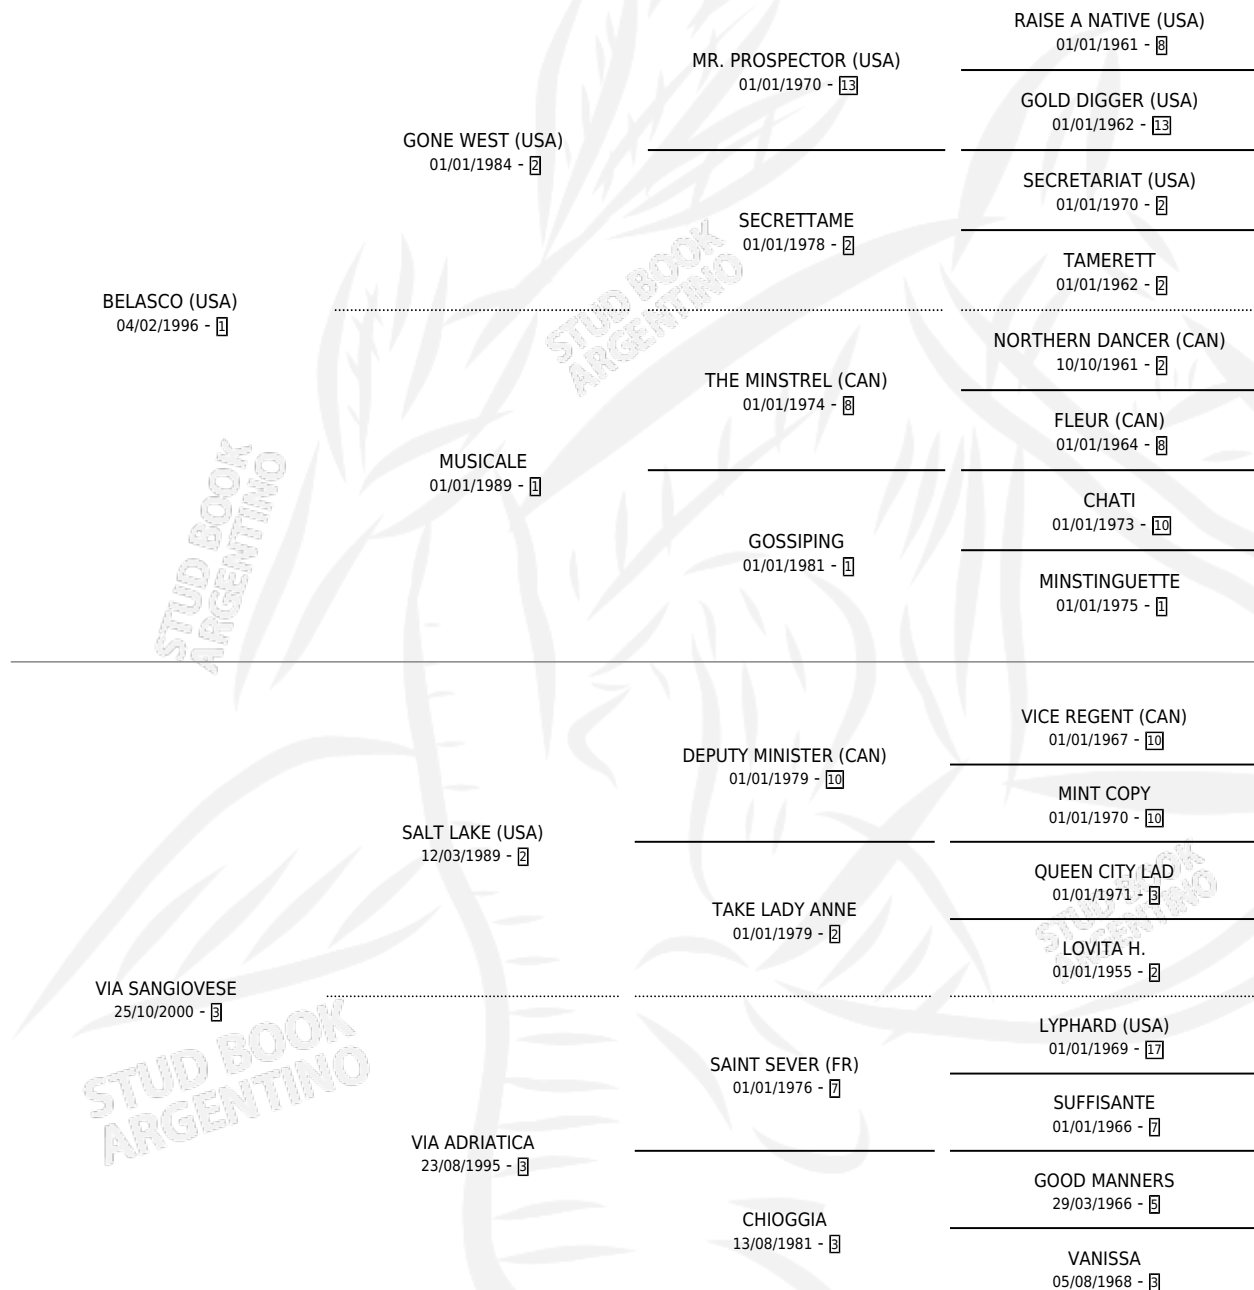 RAISE A NATIVE (USA)
01/01/1961 - 8
MR. PROSPECTOR (USA)
01/01/1970 - 13
GOLD DIGGER (USA)
01/01/1962 - 13
GONE WEST (USA)
01/01/1984 - 2
SECRETARIAT (USA)
01/01/1970 - 2
SECRETTAME
01/01/1978 - 2
TAMERETT
01/01/1962 - 2
BELASCO (USA)
04/02/1996 - 1
NORTHERN DANCER (CAN)
10/10/1961 - 2
THE MINSTREL (CAN)
01/01/1974 - 8
FLEUR (CAN)
01/01/1964 - 8
MUSICALE
01/01/1989 - 1
CHATI
01/01/1973 - 10
GOSSIPING
01/01/1981 - 1
MINSTINGUETTE
01/01/1975 - 1
VICE REGENT (CAN)
01/01/1967 - 10
DEPUTY MINISTER (CAN)
01/01/1979 - 10
MINT COPY
01/01/1970 - 10
SALT LAKE (USA)
12/03/1989 - 2
QUEEN CITY LAD
01/01/1971 - 3
TAKE LADY ANNE
01/01/1979 - 2
LOVITA H.
01/01/1955 - 2
VIA SANGIOVESE
25/10/2000 - 3
LYPHARD (USA)
01/01/1969 - 17
SAINT SEVER (FR)
01/01/1976 - 7
SUFFISANTE
01/01/1966 - 7
VIA ADRIATICA
23/08/1995 - 3
GOOD MANNERS
29/03/1966 - 5
CHIOGGIA
13/08/1981 - 3
VANISSA
05/08/1968 - 3
STUD BOOK
ARGENTINO
STUD BOOK
ARGENTINO
STUD BOOK
ARGENTINO
STUD BOOK
ARGENTINO